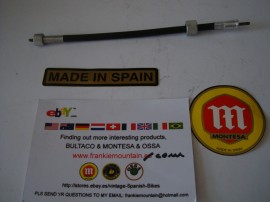 MADE IN SPAIN
ebay
Finding out more interesting products.
BULTACO & MONTESA & OSSA
www.frankiemountain.com
http://stores.ebay.es/vintage-Spanish-Bikes
PLS SEND YR QUESTIONS TO MY EMAIL, frankiemountain@hotmail.com
MONTESA